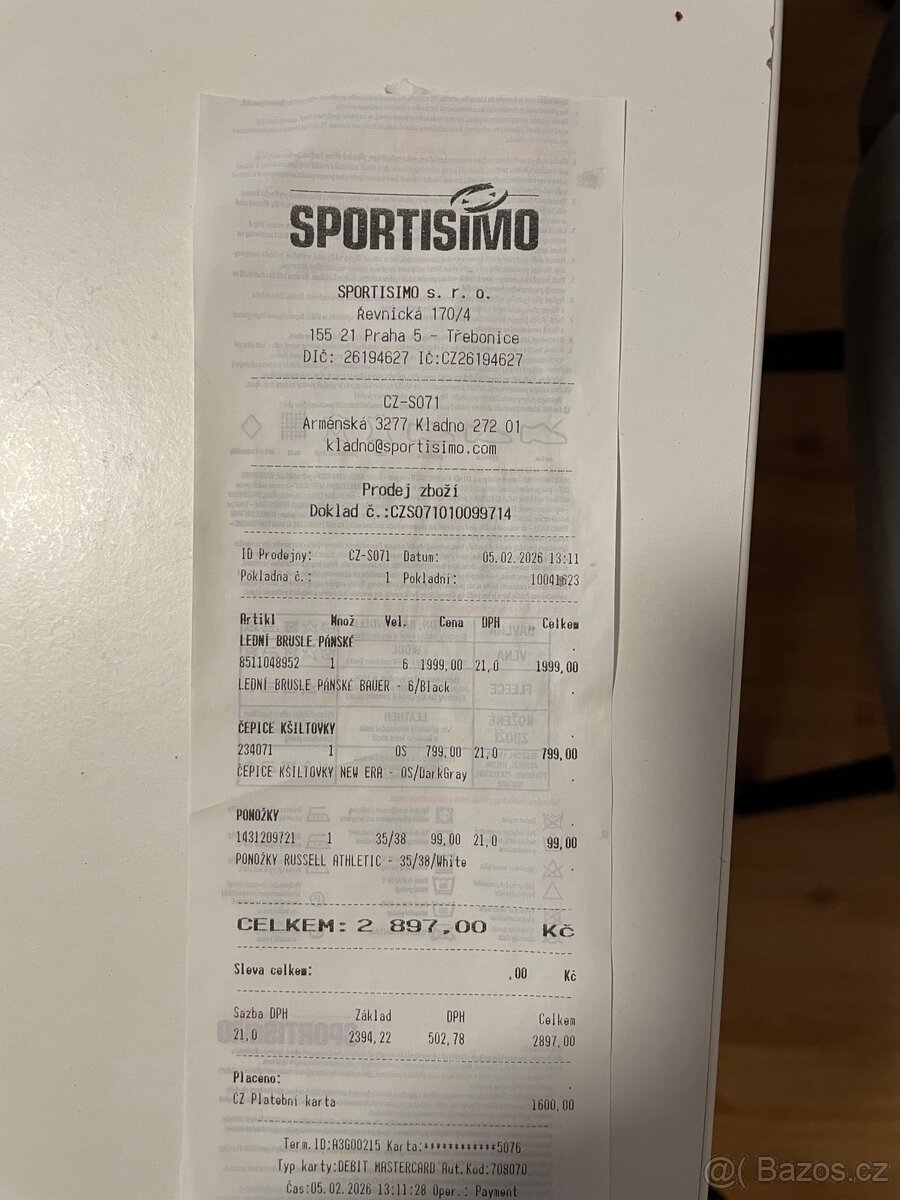 SPORTISIMO
SPORTISIMO s. r. o.
Řevnická 170/4
155 21 Praha 5 - Třebonice
DIČ: 26194627 IČ:CZ26194627
CZ-S071
Arménská 3277 Kladno 272 01
kladno@sportisimo.com
Prodej zboží
Doklad č.:CZS071010099714
ID Prodejny: CZ-S071 Datum: 05.02.2026 13:11
Pokladna č.: 1 Pokladní: 10041623
Artikl Množ Vel. Cena DPH Celkem
LEDNÍ BRUSLE PÁNSKÉ
8511048952 1 6 1999,00 21,0 1999,00
LEDNÍ BRUSLE PÁNSKÉ BAUER - 6/Black
ČEPICE KŠILTOVKY
234071 1 OS 799,00 21,0 799,00
ČEPICE KŠILTOVKY NEW ERA - OS/DarkGray
PONOŽKY
1431209721 1 35/38 99,00 21,0 99,00
PONOŽKY RUSSELL ATHLETIC - 35/38/White
CELKEM: 2 897,00 Kč
Sleva celkem: .00 Kč
Sazba DPH Základ DPH Celkem
21,0 2394,22 502,78 2897,00
Placeno:
CZ Platební karta 1600,00
Term.ID:A3G00215 Karta:************5076
Typ karty:DEBIT MASTERCARD Aut.Kod:708070
Čas:05.02.2026 13:11:28 Oper.: Payment
@( Bazos.cz